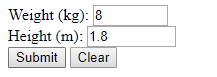 Weight (kg): 8
Height (m): 1.8
Submit Clear